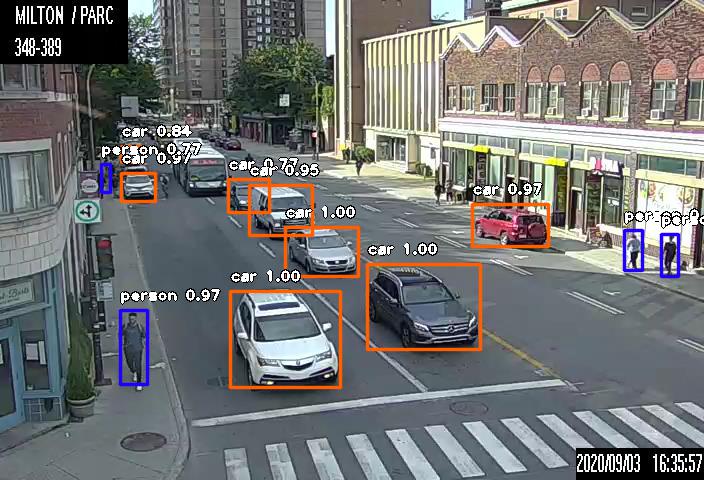 MILTON / PARC
348-389
car 0.84
person 0.77
car 0.97
car 0.77
car 0.95
car 0.97
car 1.00
car 1.00
car 1.00
person 0.97
2020/09/03 16:35:57